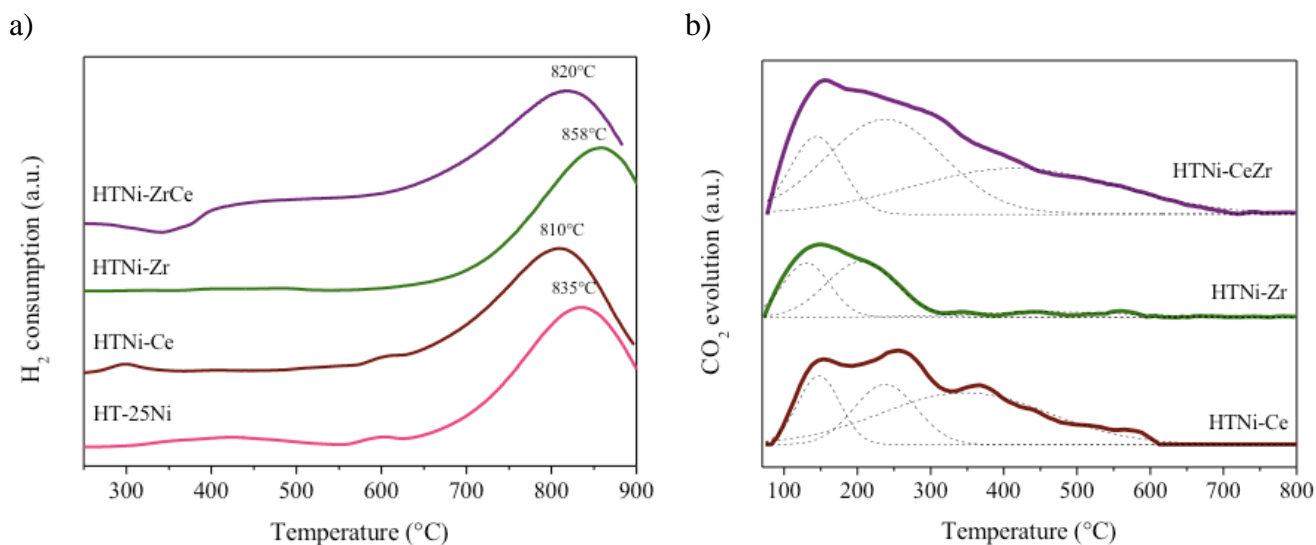 a)
H₂ consumption (a.u.)
820°C
858°C
HTNi-ZrCe
810°C
HTNi-Zr
835°C
HTNi-Ce
HT-25Ni
300 400 500 600 700 800 900
Temperature (°C)
b)
CO₂ evolution (a.u.)
HTNi-CeZr
HTNi-Zr
HTNi-Ce
100 200 300 400 500 600 700 800
Temperature (°C)